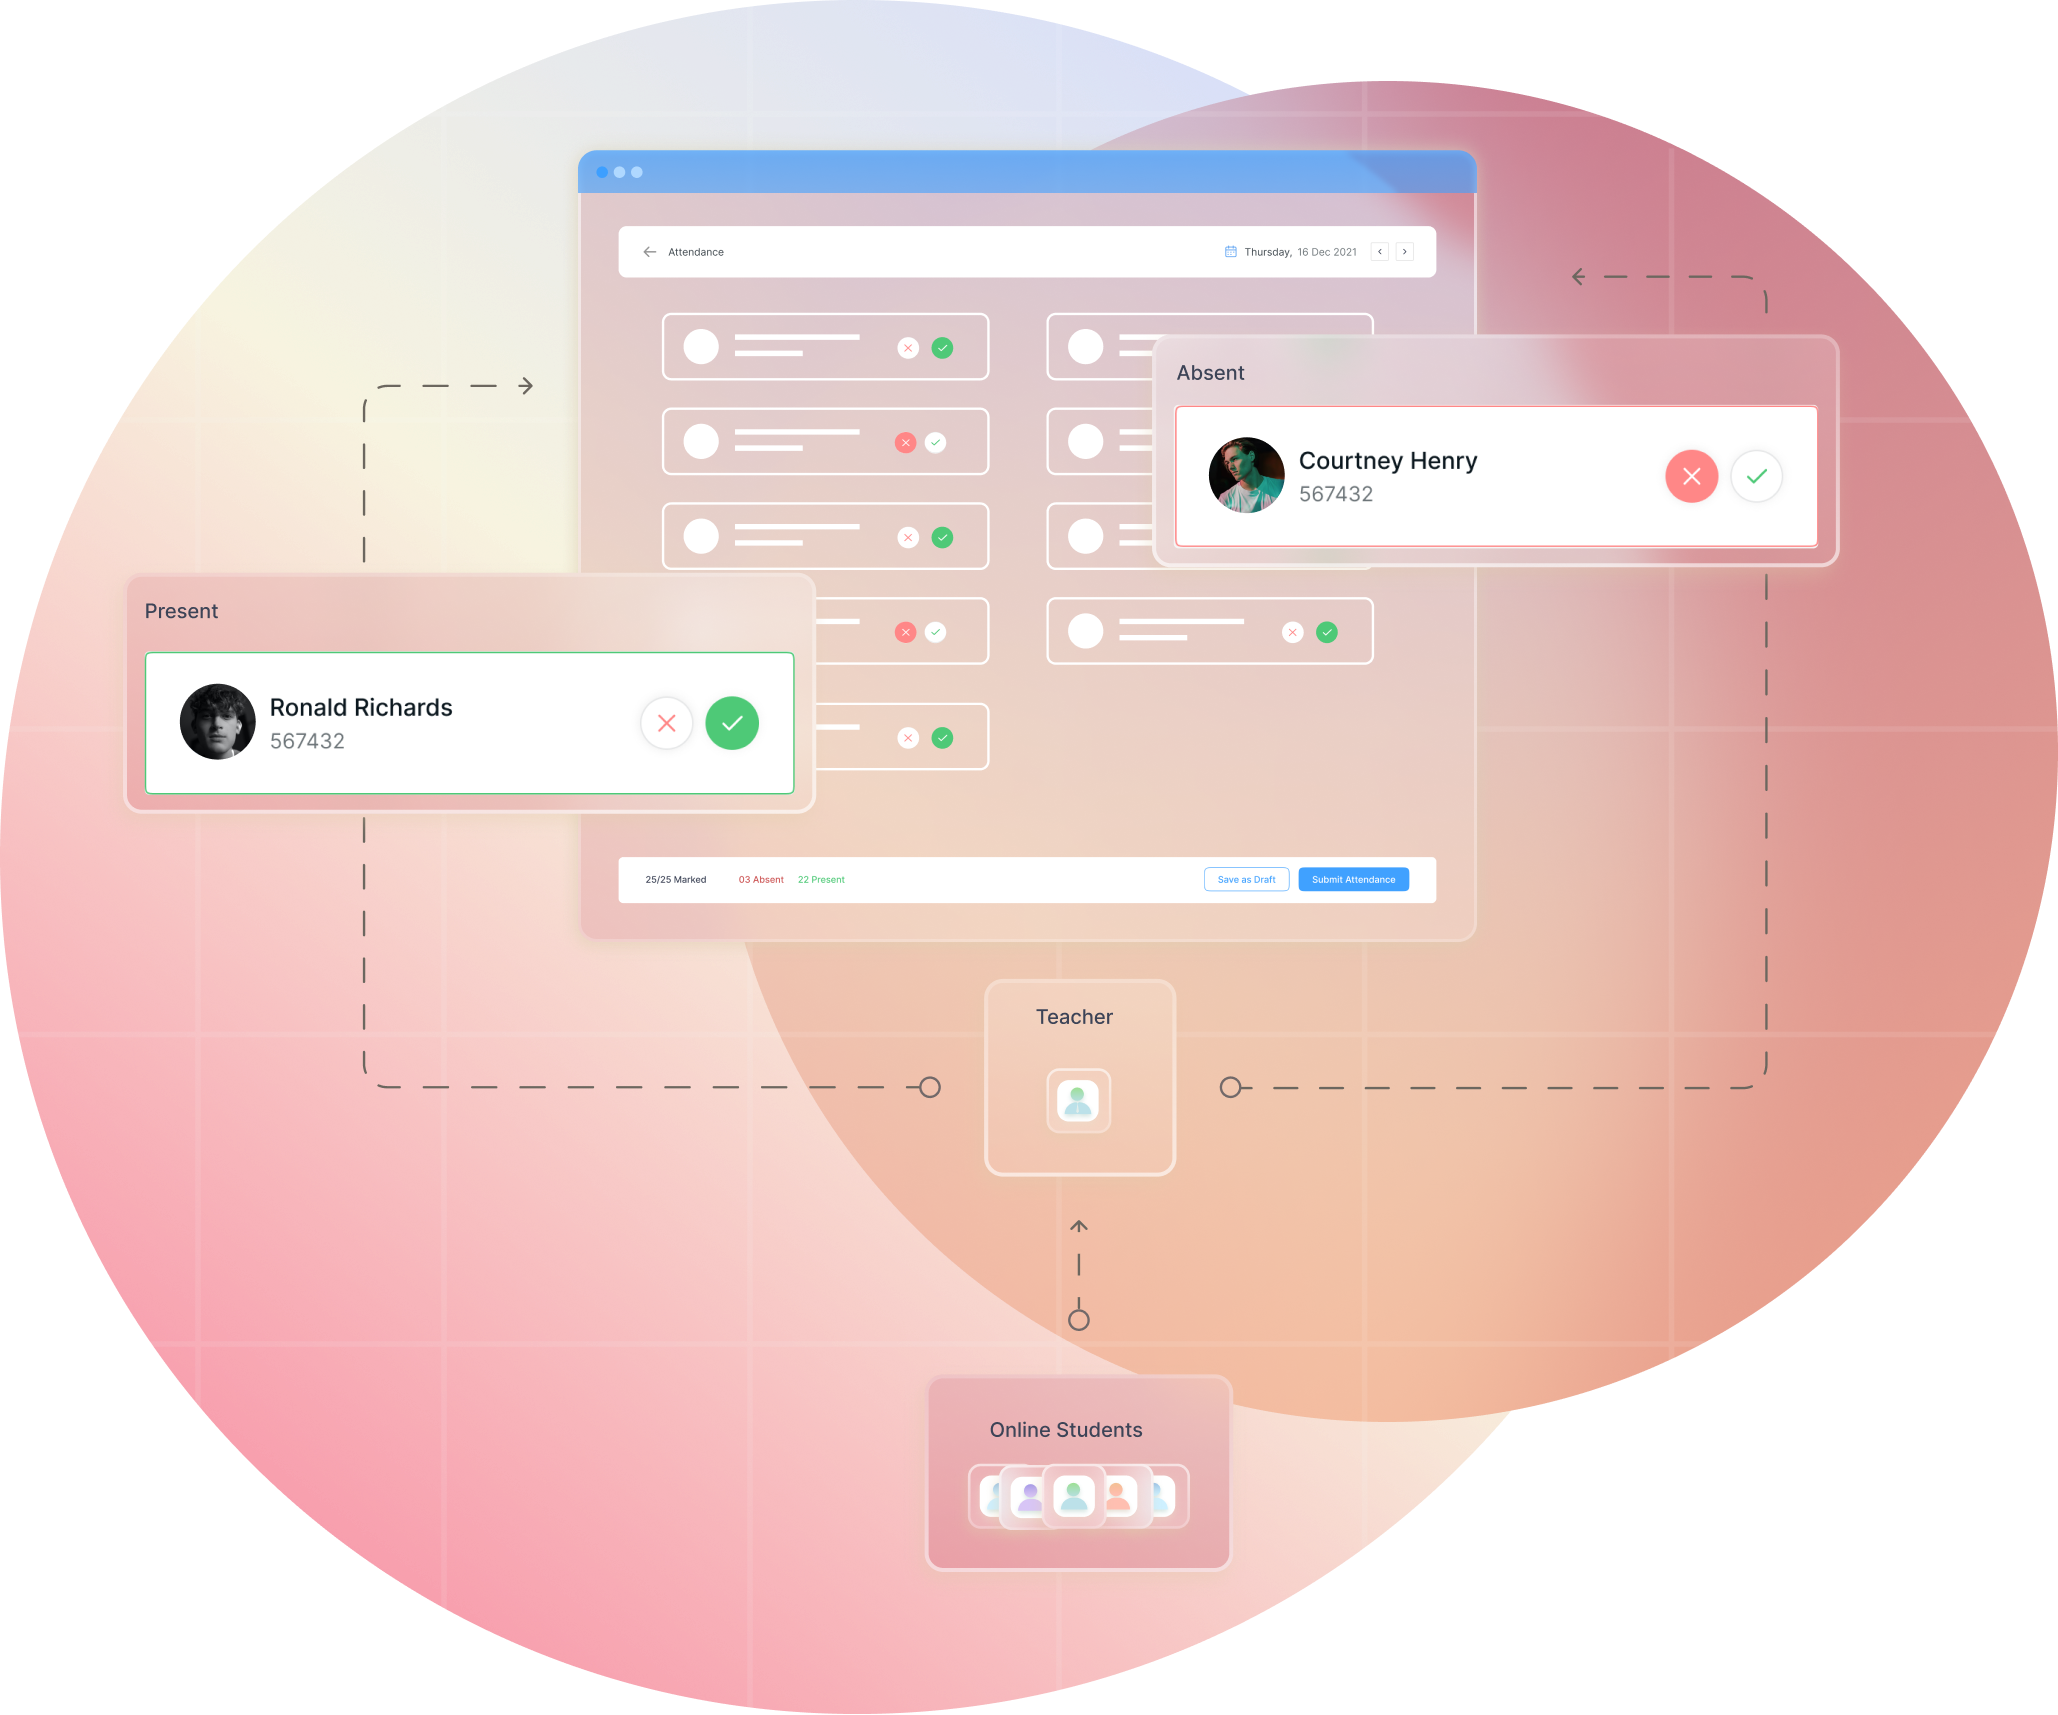 Attendance
Thursday, 16 Dec 2021
Absent
Courtney Henry
567432
Present
Ronald Richards
567432
25/25 Marked 03 Absent 22 Present
Save as Draft Submit Attendance
Teacher
Online Students